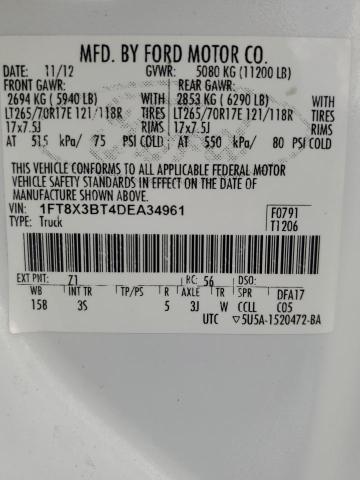 MFD. BY FORD MOTOR CO.
DATE: 11/12 GVWR: 5080 KG (11200 LB)
FRONT GAWR: REAR GAWR:
2694 KG (5940 LB) WITH 2853 KG (6290 LB) WITH
LT265/70R17E 121/118R TIRES LT265/70R17E 121/118R TIRES
17x7.5J RIMS 17x7.5J RIMS
AT 515 kPa/ 75 PSI COLD AT 550 kPa/ 80 PSI COLD
THIS VEHICLE CONFORMS TO ALL APPLICABLE FEDERAL MOTOR
VEHICLE SAFETY STANDARDS IN EFFECT ON THE DATE OF
MANUFACTURE SHOWN ABOVE.
VIN: 1FT8X3BT4DEA34961 F0791
TYPE: Truck T1206
EXT PNT: Z1 RC: 56 DSO:
WB INT TR TP/PS R AXLE TR SPR DFA17
158 3S 5 3J W CCLL C05
UTC ▽5U5A-1520472-BA